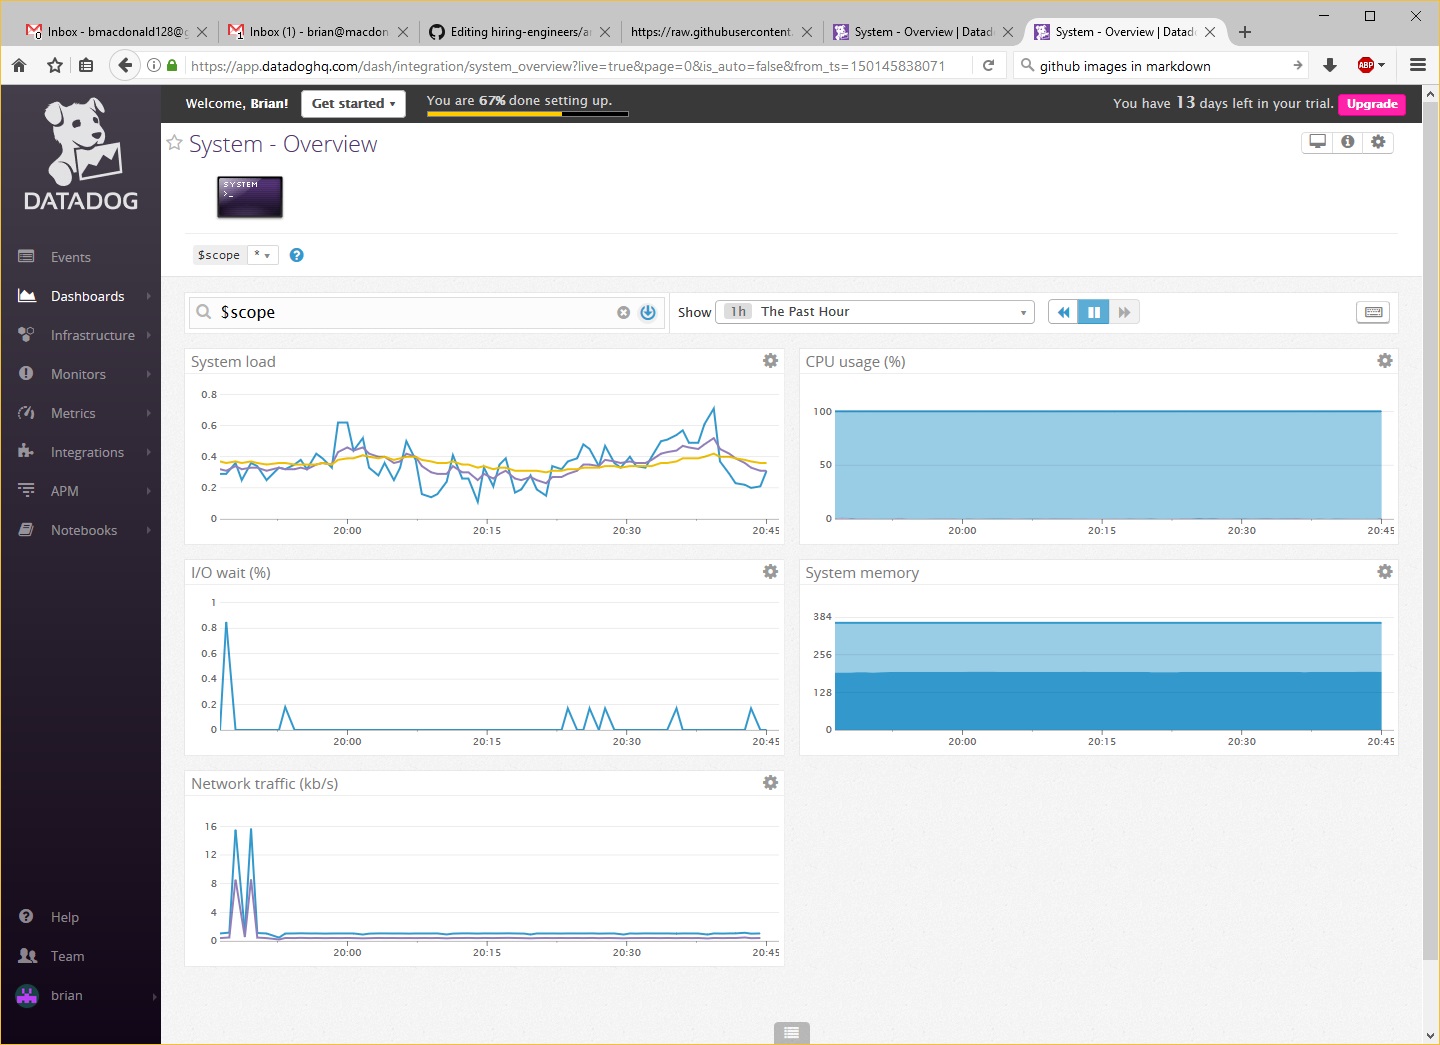 Inbox - bmacdonald128@g
Inbox (1) - brian@macdon
Editing hiring-engineers/a
https://raw.githubusercontent.
System - Overview | Datad
System - Overview | Datad
https://app.datadoghq.com/dash/integration/system_overview?live=true&page=0&is_auto=false&from_ts=150145838071
github images in markdown
ABP
DATADOG
Welcome, Brian!
Get started
You are 67% done setting up.
You have 13 days left in your trial.
Upgrade
System - Overview
SYSTEM
>_
$scope
*
?
Events
Dashboards
Infrastructure
Monitors
Metrics
Integrations
APM
Notebooks
Help
Team
brian
$scope
Show
1h The Past Hour
System load
0.8
0.6
0.4
0.2
0
20:00 20:15 20:30 20:45
CPU usage (%)
100
50
0
20:00 20:15 20:30 20:45
I/O wait (%)
1
0.8
0.6
0.4
0.2
0
20:00 20:15 20:30 20:45
System memory
384
256
128
0
20:00 20:15 20:30 20:45
Network traffic (kb/s)
16
12
8
4
0
20:00 20:15 20:30 20:45